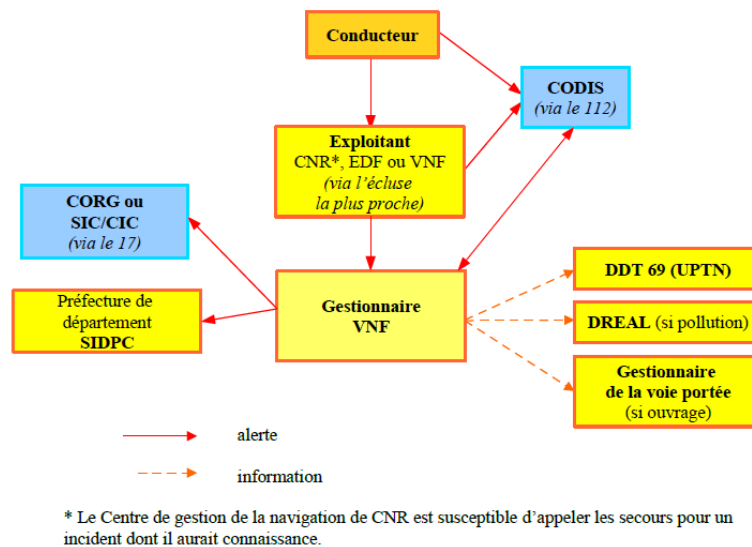 Conducteur
CODIS
(via le 112)
Exploitant
CNR*, EDF ou VNF
(via l'écluse
la plus proche)
CORG ou
SIC/CIC
(via le 17)
Préfecture de
département
SIDPC
Gestionnaire
VNF
DDT 69 (UPTN)
DREAL (si pollution)
Gestionnaire
de la voie portée
(si ouvrage)
alerte
information
* Le Centre de gestion de la navigation de CNR est susceptible d'appeler les secours pour un
incident dont il aurait connaissance.